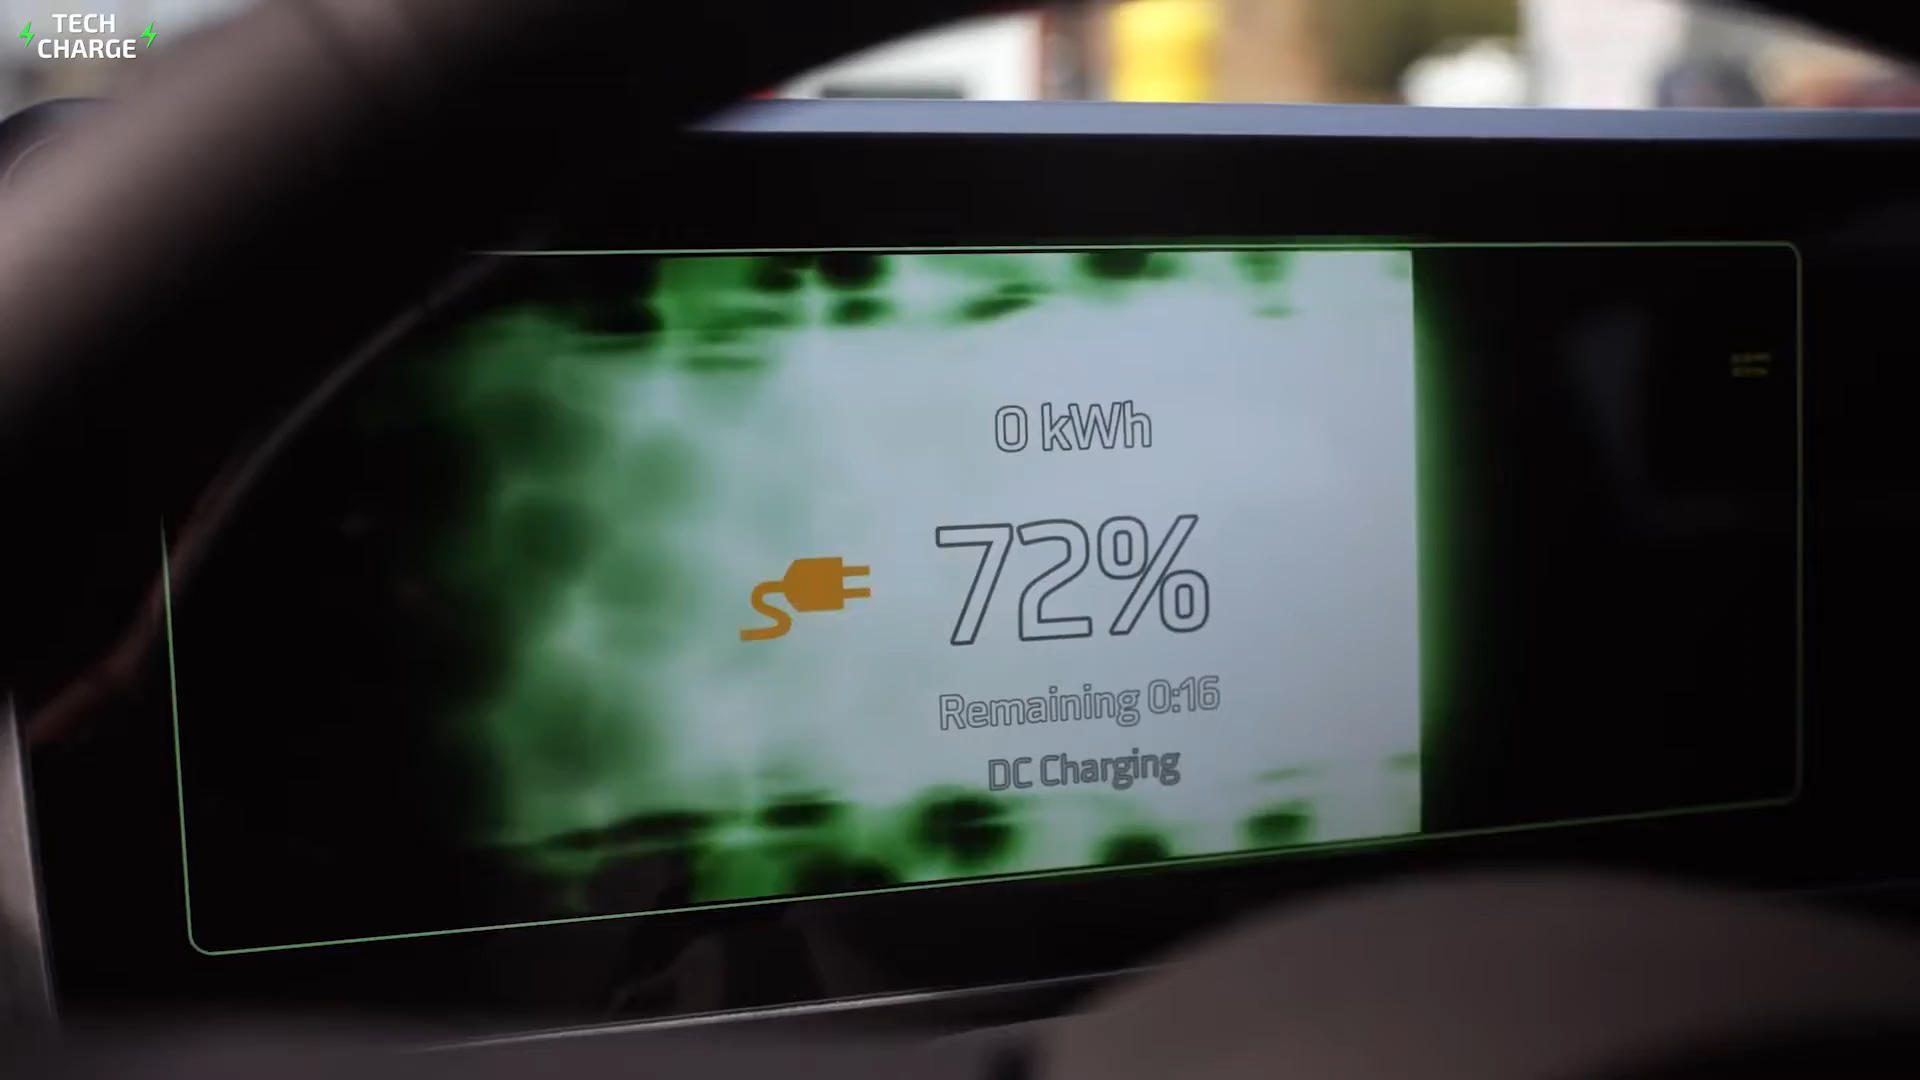 TECH
CHARGE
0 kWh
72%
Remaining 0:16
DC Charging